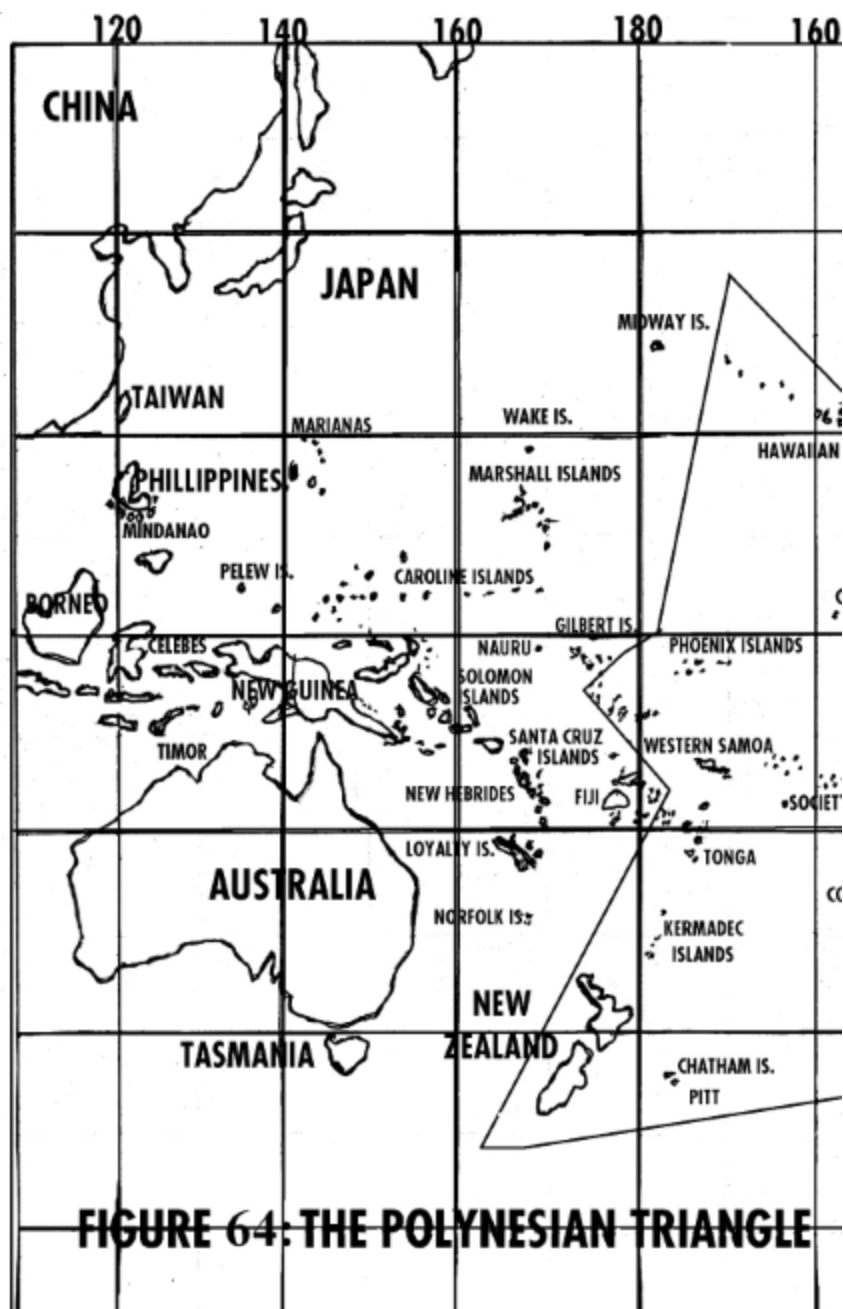 120 140 160 180 160
CHINA
JAPAN
MIDWAY IS.
TAIWAN
MARIANAS
WAKE IS.
HAWAIIAN
PHILLIPPINES
MARSHALL ISLANDS
MINDANAO
PELEW IS.
CAROLINE ISLANDS
BORNEO
GILBERT IS.
CELEBES
NAURU
PHOENIX ISLANDS
NEW GUINEA
SOLOMON
ISLANDS
TIMOR
SANTA CRUZ
ISLANDS
WESTERN SAMOA
NEW HEBRIDES
FIJI
SOCIET
LOYALTY IS.
TONGA
AUSTRALIA
NORFOLK IS.
KERMADEC
ISLANDS
NEW
ZEALAND
TASMANIA
CHATHAM IS.
PITT
FIGURE 64: THE POLYNESIAN TRIANGLE